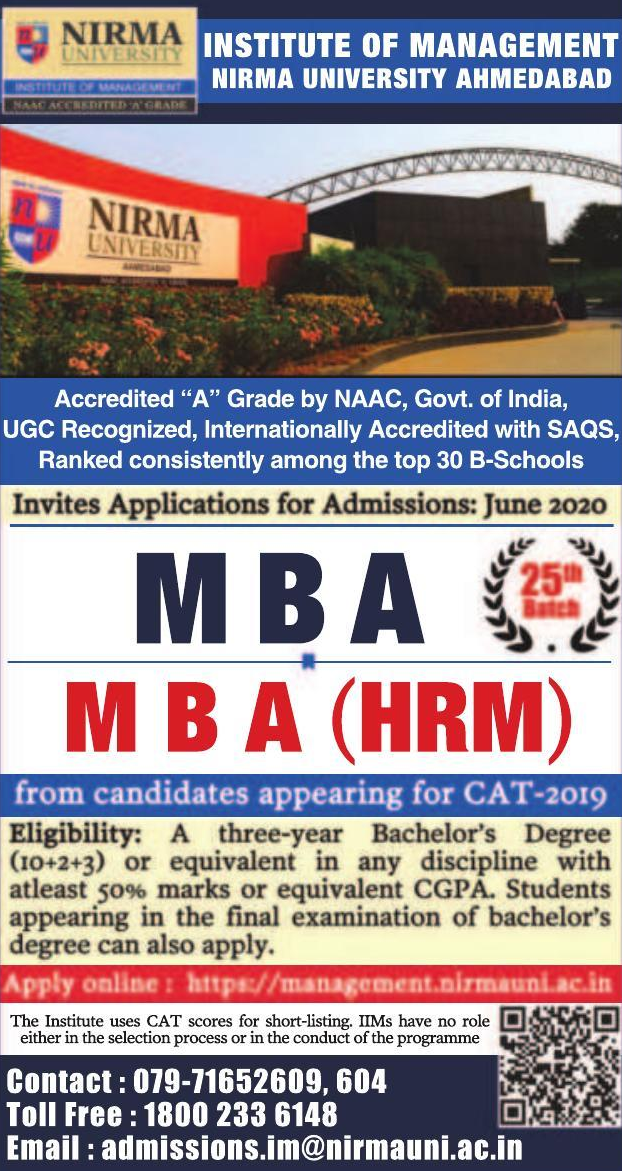 NIRMA
UNIVERSITY
INSTITUTE OF MANAGEMENT
NAAC ACCREDITED 'A' GRADE
INSTITUTE OF MANAGEMENT
NIRMA UNIVERSITY AHMEDABAD
NIRMA
UNIVERSITY
AHMEDABAD
Accredited “A” Grade by NAAC, Govt. of India,
UGC Recognized, Internationally Accredited with SAQS,
Ranked consistently among the top 30 B-Schools
Invites Applications for Admissions: June 2020
MBA
25th
Batch
MBA (HRM)
from candidates appearing for CAT-2019
Eligibility: A three-year Bachelor's Degree
(10+2+3) or equivalent in any discipline with
atleast 50% marks or equivalent CGPA. Students
appearing in the final examination of bachelor's
degree can also apply.
Apply online : https://management.nirmauni.ac.in
The Institute uses CAT scores for short-listing. IIMs have no role
either in the selection process or in the conduct of the programme
Contact : 079-71652609, 604
Toll Free : 1800 233 6148
Email : admissions.im@nirmauni.ac.in